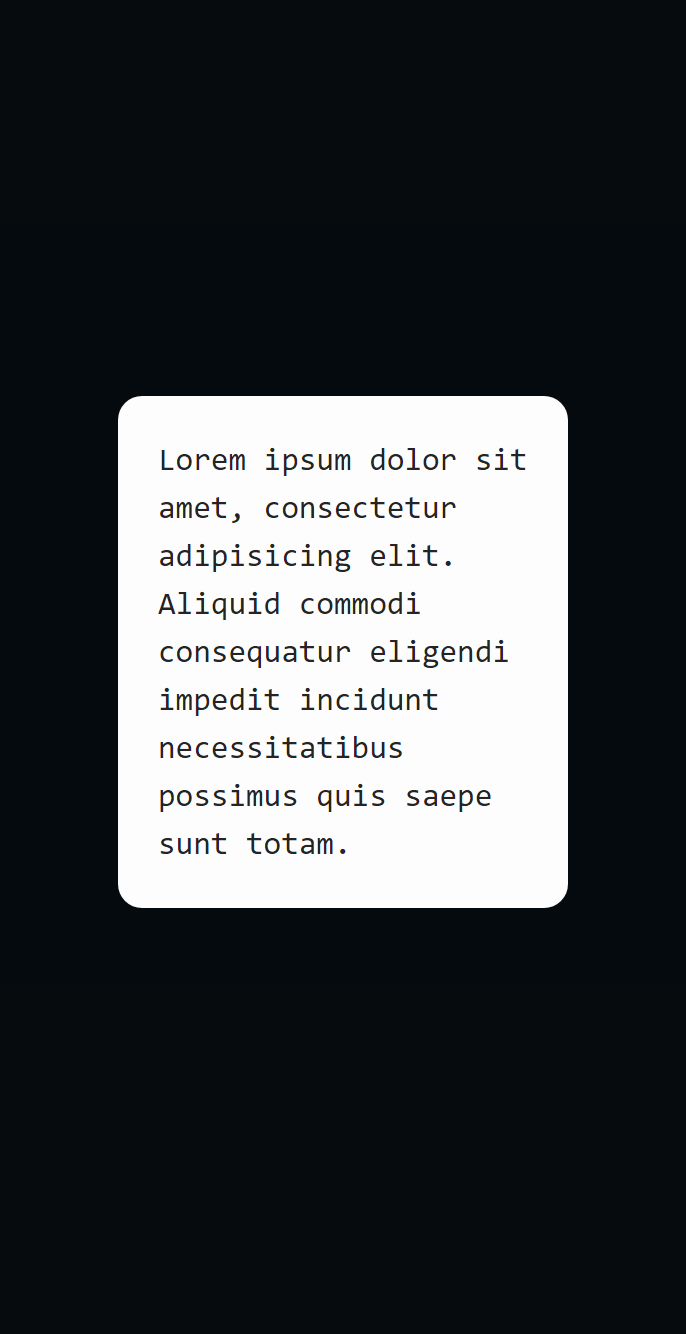 Lorem ipsum dolor sit
amet, consectetur
adipisicing elit.
Aliquid commodi
consequatur eligendi
impedit incidunt
necessitatibus
possimus quis saepe
sunt totam.